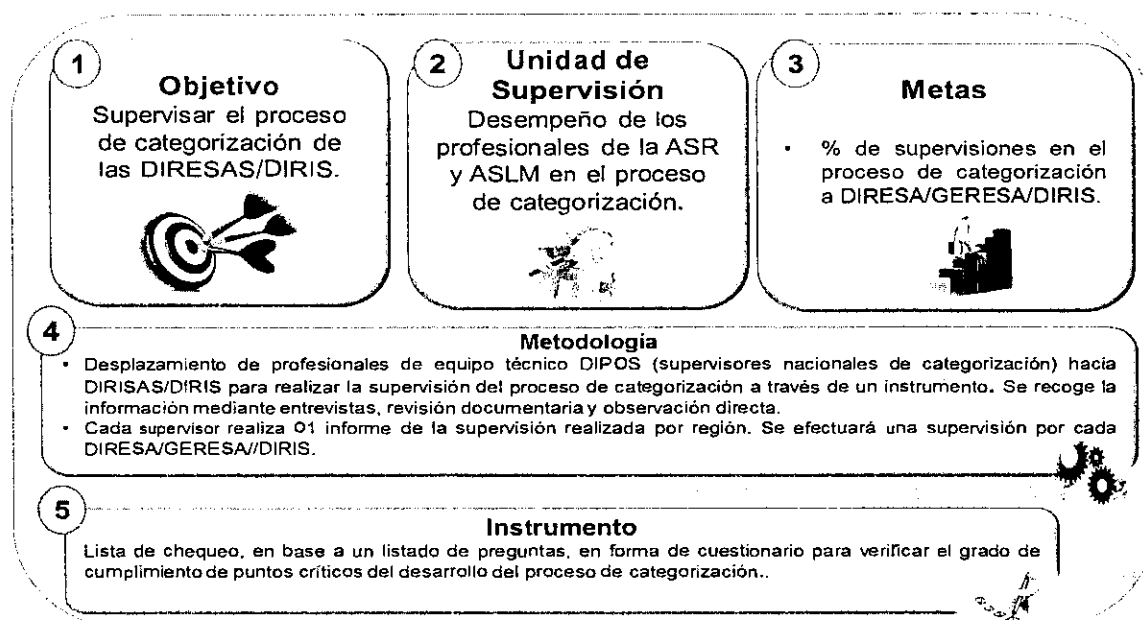 1
Objetivo
Supervisar el proceso
de categorización de
las DIRESAS/DIRIS.
2
Unidad de
Supervisión
Desempeño de los
profesionales de la ASR
y ASLM en el proceso
de categorización.
3
Metas
• % de supervisiones en el
proceso de categorización
a DIRESA/GERESA/DIRIS.
4
Metodología
• Desplazamiento de profesionales de equipo técnico DIPOS (supervisores nacionales de categorización) hacia
DIRISAS/DIRIS para realizar la supervisión del proceso de categorización a través de un instrumento. Se recoge la
información mediante entrevistas, revisión documentaria y observación directa.
• Cada supervisor realiza 01 informe de la supervisión realizada por región. Se efectuará una supervisión por cada
DIRESA/GERESA//DIRIS.
5
Instrumento
Lista de chequeo, en base a un listado de preguntas, en forma de cuestionario para verificar el grado de
cumplimiento de puntos críticos del desarrollo del proceso de categorización..